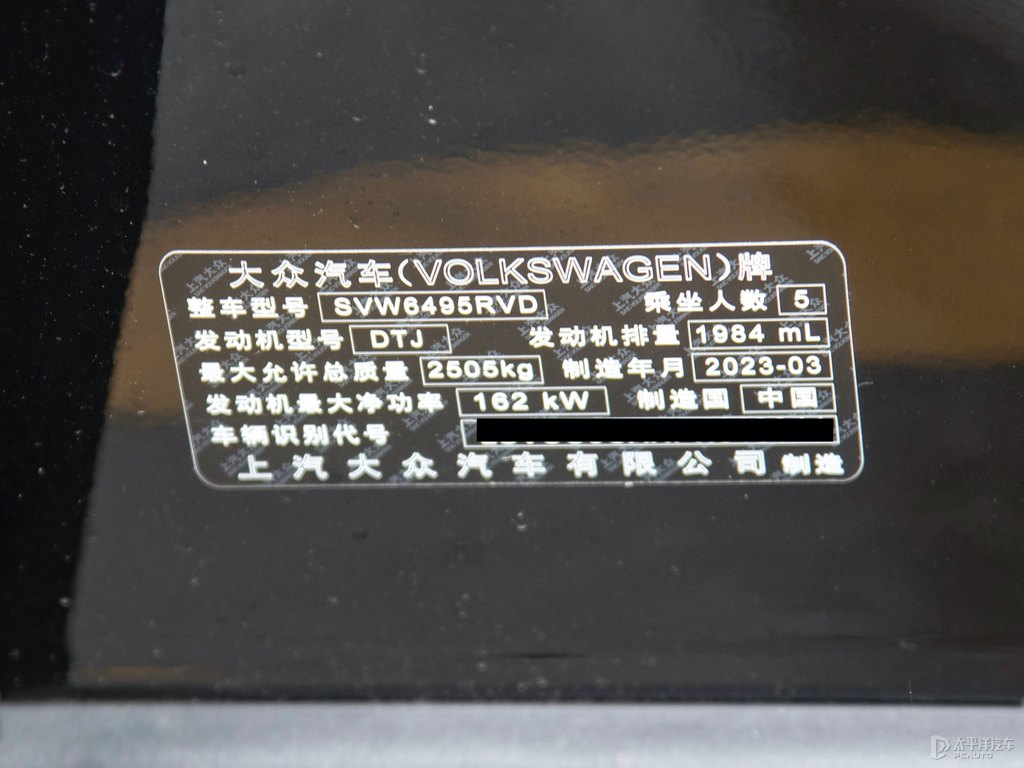 大众汽车(VOLKSWAGEN)牌
整车型号 SVW6495RVD 乘坐人数 5
发动机型号 DTJ 发动机排量 1984 mL
最大允许总质量 2505kg 制造年月 2023-03
发动机最大净功率 162 kW 制造国 中国
车辆识别代号
上汽大众汽车有限公司 制造
太平洋汽车
PCAUTO